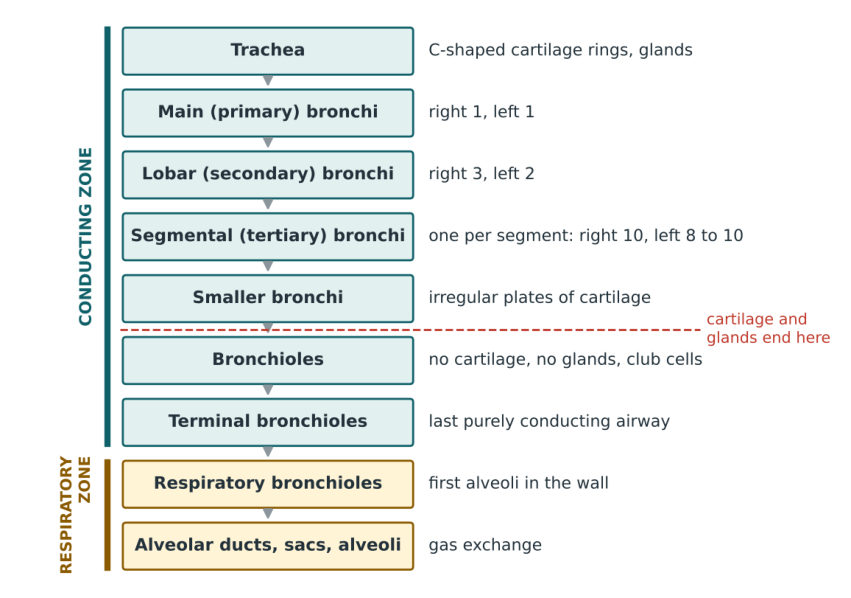 CONDUCTING ZONE
Trachea
C-shaped cartilage rings, glands
Main (primary) bronchi
right 1, left 1
Lobar (secondary) bronchi
right 3, left 2
Segmental (tertiary) bronchi
one per segment: right 10, left 8 to 10
Smaller bronchi
irregular plates of cartilage
cartilage and
glands end here
Bronchioles
no cartilage, no glands, club cells
Terminal bronchioles
last purely conducting airway
RESPIRATORY
ZONE
Respiratory bronchioles
first alveoli in the wall
Alveolar ducts, sacs, alveoli
gas exchange